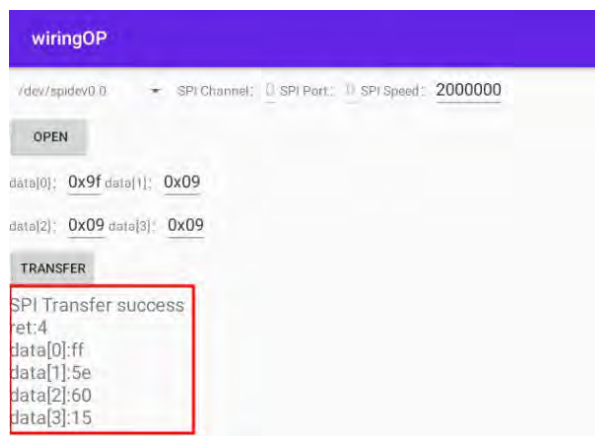 wiringOP
/dev/spidev0.0 SPI Channel: 0 SPI Port: 0 SPI Speed: 2000000
OPEN
data[0]: 0x9f data[1]: 0x09
data[2]: 0x09 data[3]: 0x09
TRANSFER
SPI Transfer success
ret:4
data[0]:ff
data[1]:5e
data[2]:60
data[3]:15